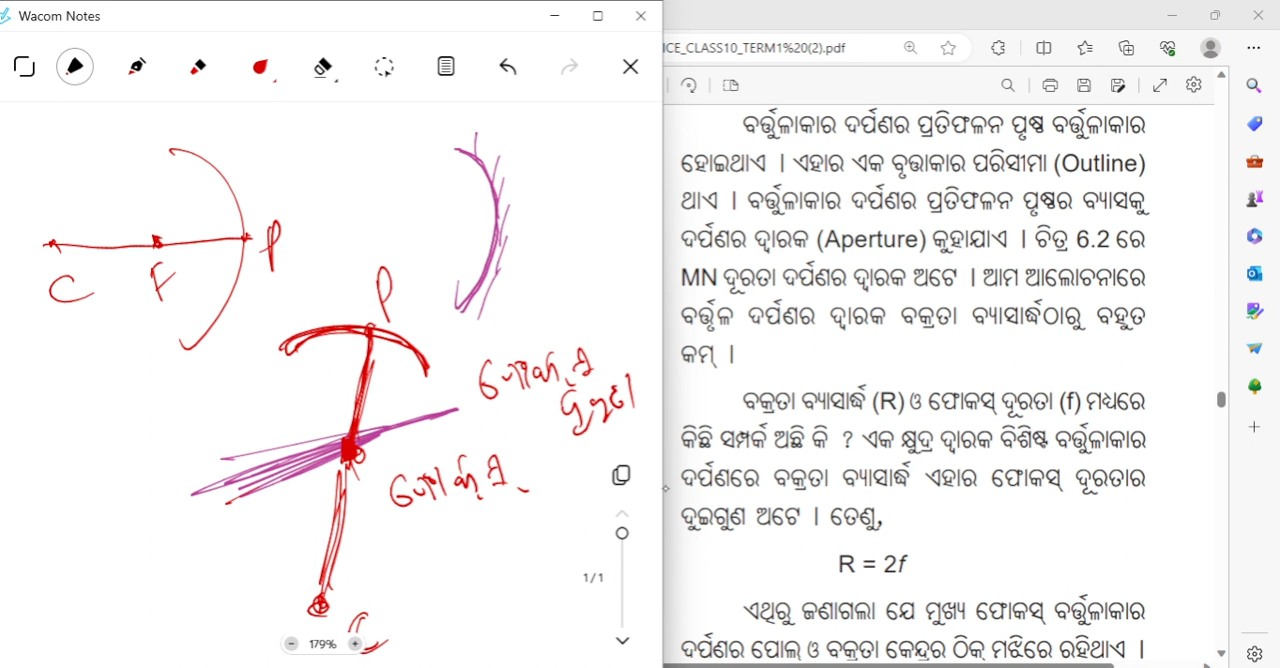 Wacom Notes
C
F
P
P
ଫୋକସ୍
ଦୂରତା
ଫୋକସ୍
C
1/1
179%
ICE_CLASS10_TERM1%20(2).pdf
ବର୍ତ୍ତୁଳାକାର ଦର୍ପଣର ପ୍ରତିଫଳନ ପୃଷ୍ଠ ବର୍ତ୍ତୁଳାକାର
ହୋଇଥାଏ । ଏହାର ଏକ ବୃତ୍ତାକାର ପରିସୀମା (Outline)
ଥାଏ । ବର୍ତ୍ତୁଳାକାର ଦର୍ପଣର ପ୍ରତିଫଳନ ପୃଷ୍ଠର ବ୍ୟାସକୁ
ଦର୍ପଣର ଦ୍ୱାରକ (Aperture) କୁହାଯାଏ । ଚିତ୍ର 6.2 ରେ
MN ଦୂରତା ଦର୍ପଣର ଦ୍ୱାରକ ଅଟେ । ଆମ ଆଲୋଚନାରେ
ବର୍ତ୍ତୁଳ ଦର୍ପଣର ଦ୍ୱାରକ ବକ୍ରତା ବ୍ୟାସାର୍ଦ୍ଧଠାରୁ ବହୁତ
କମ୍ ।
ବକ୍ରତା ବ୍ୟାସାର୍ଦ୍ଧ (R) ଓ ଫୋକସ୍ ଦୂରତା (f) ମଧ୍ୟରେ
କିଛି ସମ୍ପର୍କ ଅଛି କି ? ଏକ କ୍ଷୁଦ୍ର ଦ୍ୱାରକ ବିଶିଷ୍ଟ ବର୍ତ୍ତୁଳାକାର
ଦର୍ପଣରେ ବକ୍ରତା ବ୍ୟାସାର୍ଦ୍ଧ ଏହାର ଫୋକସ୍ ଦୂରତାର
ଦୁଇଗୁଣ ଅଟେ । ତେଣୁ,
R = 2f
ଏଥିରୁ ଜଣାଗଲା ଯେ ମୁଖ୍ୟ ଫୋକସ୍ ବର୍ତ୍ତୁଳାକାର
ଦର୍ପଣର ପୋଲ୍ ଓ ବକ୍ରତା କେନ୍ଦ୍ରର ଠିକ୍ ମଝିରେ ରହିଥାଏ ।